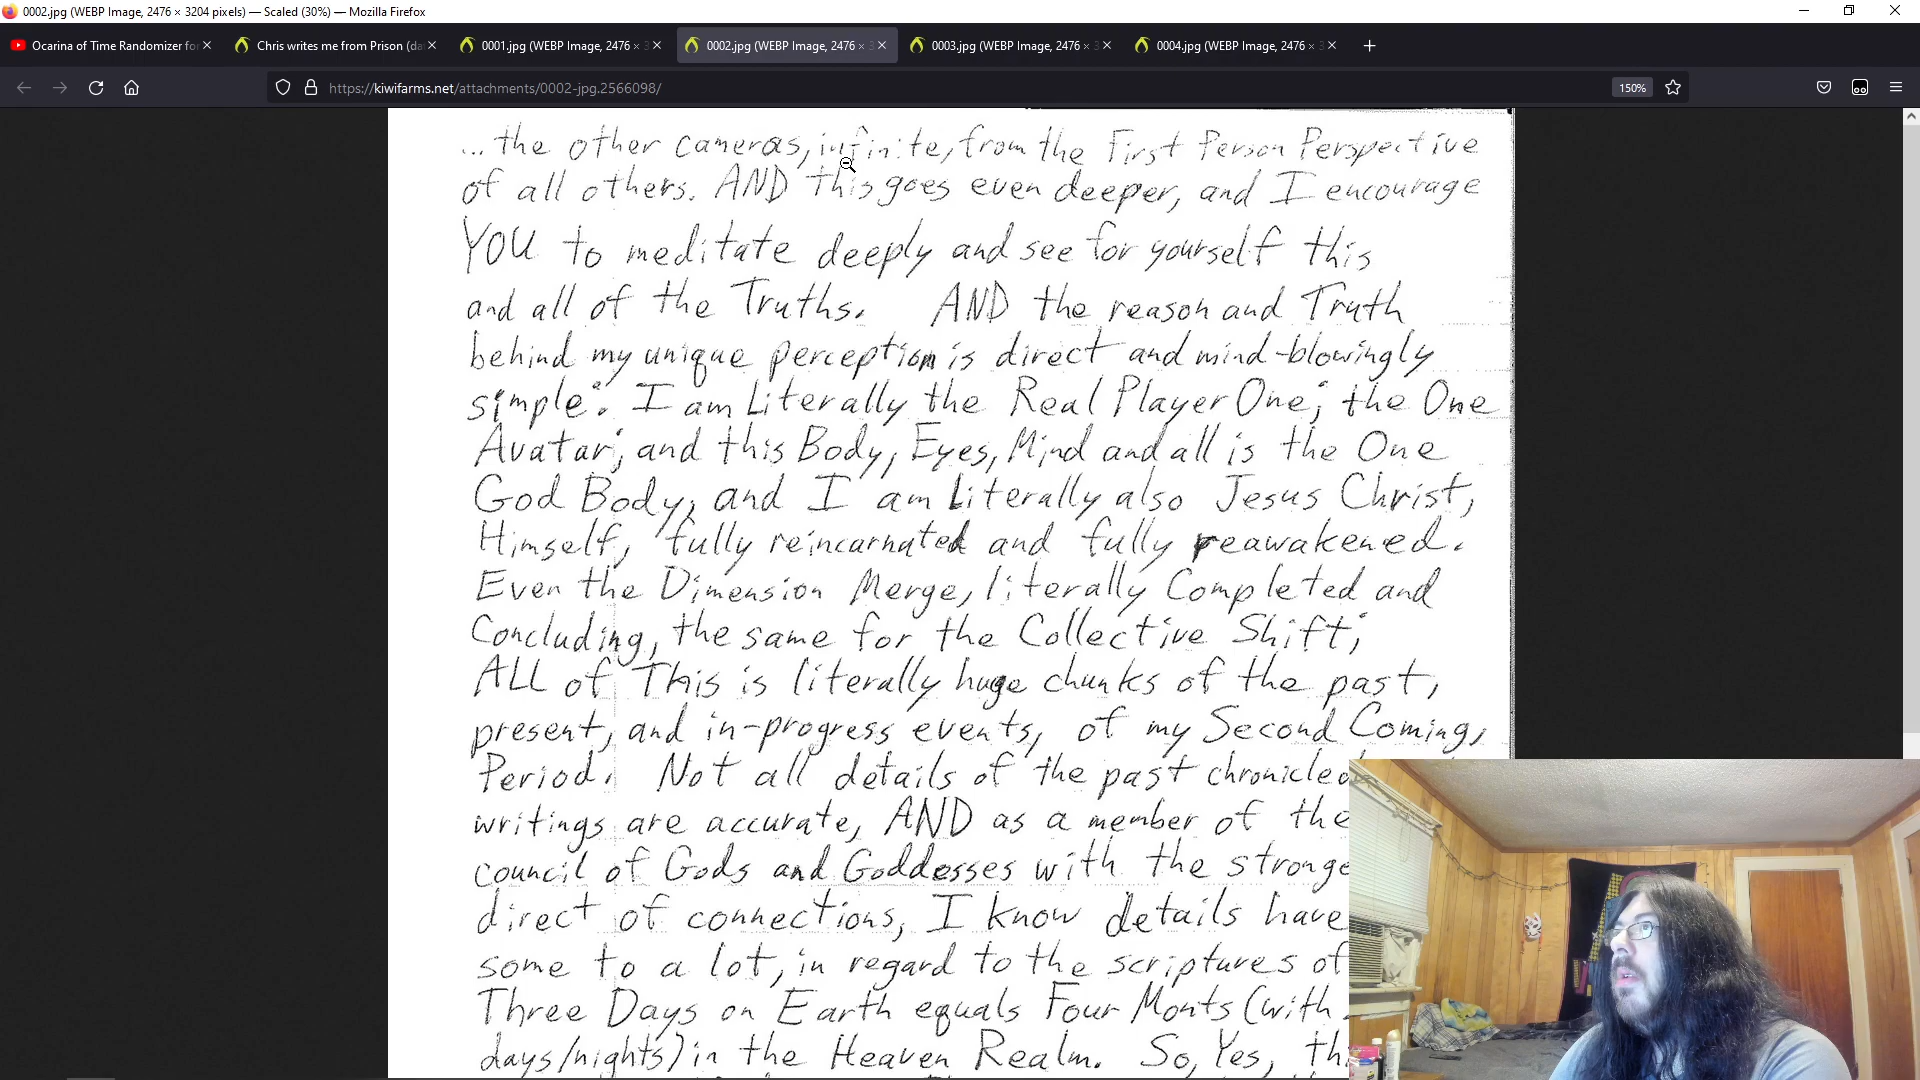 0002.jpg (WEBP Image, 2476 × 3204 pixels) — Scaled (30%) — Mozilla Firefox
Ocarina of Time Randomizer fo
Chris writes me from Prison (da
0001.jpg (WEBP Image, 2476 × 3
0002.jpg (WEBP Image, 2476 × 3
0003.jpg (WEBP Image, 2476 × 3
0004.jpg (WEBP Image, 2476 × 3
https://kiwifarms.net/attachments/0002-jpg.2566098/
150%
... the other cameras, infinite, from the First Person Perspective
of all others. AND this goes even deeper, and I encourage
YOU to meditate deeply and see for yourself this
and all of the Truths. AND the reason and Truth
behind my unique perception is direct and mind-blowingly
simple: I am Literally the Real Player One; the One
Avatar; and this Body, Eyes, Mind and all is the One
God Body; and I am Literally also Jesus Christ,
Himself, fully reincarnated and fully reawakened.
Even the Dimension Merge, literally Completed and
Concluding, the same for the Collective Shift;
ALL of This is literally huge chunks of the past,
present, and in-progress events, of my Second Coming,
Period. Not all details of the past chronicled
writings are accurate, AND as a member of the
council of Gods and Goddesses with the stronge
direct of connections, I know details have
some to a lot, in regard to the scriptures of
Three Days on Earth equals Four Monts (with
days/nights) in the Heaven Realm. So, Yes, th